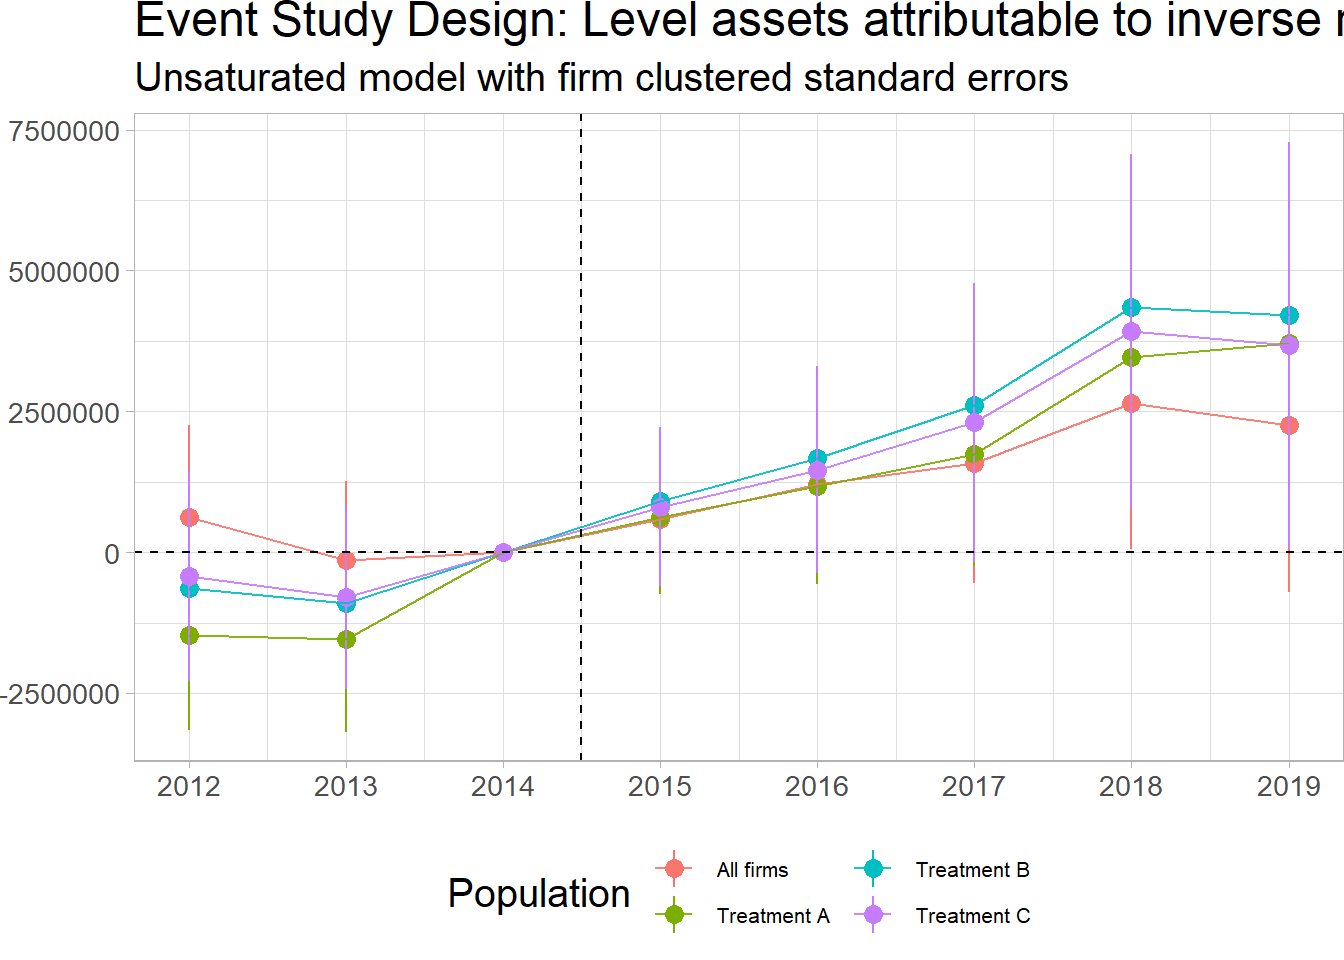 Event Study Design: Level assets attributable to inverse
Unsaturated model with firm clustered standard errors
7500000
5000000
2500000
0
-2500000
2012 2013 2014 2015 2016 2017 2018 2019
Population
All firms
Treatment A
Treatment B
Treatment C